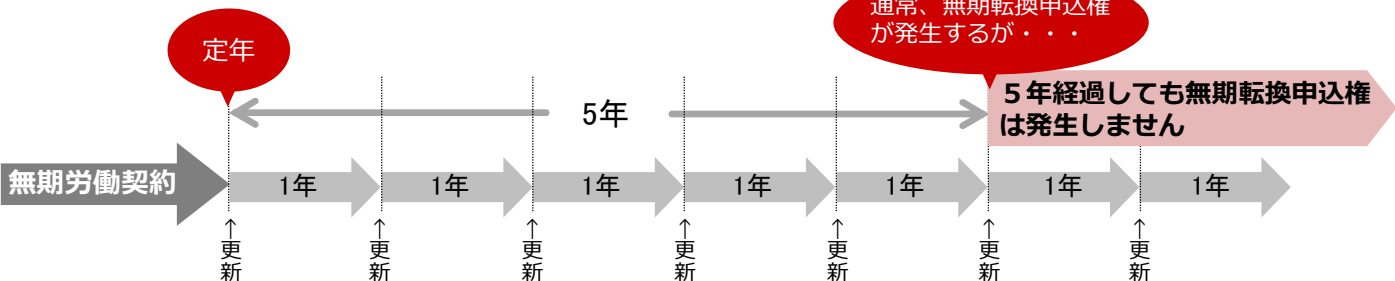 通常、無期転換申込権
が発生するが・・・
定年
5年
５年経過しても無期転換申込権
は発生しません
無期労働契約
1年
1年
1年
1年
1年
1年
1年
↑更新
↑更新
↑更新
↑更新
↑更新
↑更新
↑更新